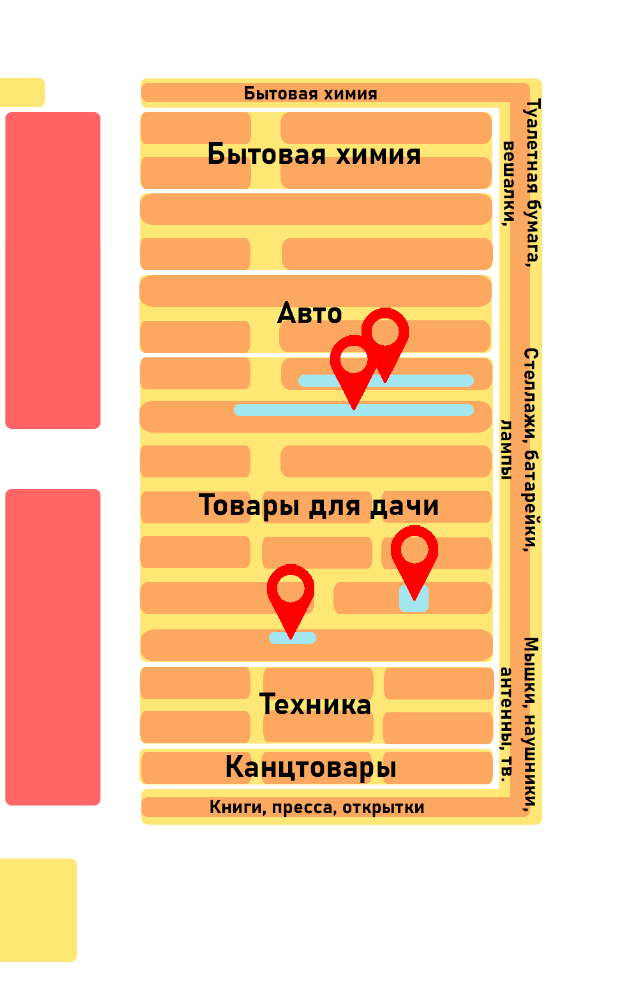 Бытовая химия
Бытовая химия
Туалетная бумага,
вешалки,
Авто
Стеллажи, батарейки,
лампы
Товары для дачи
Мышки, наушники,
антенны, тв.
Техника
Канцтовары
Книги, пресса, открытки